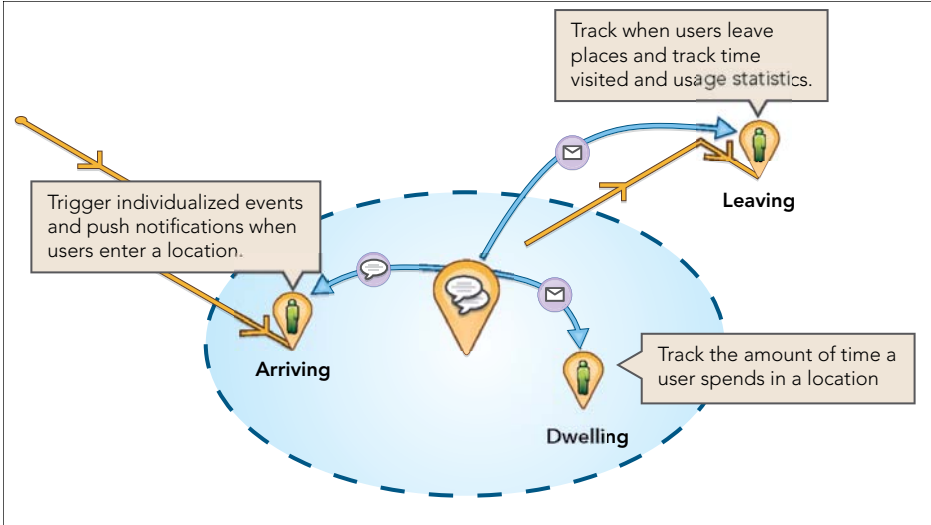 Track when users leave
places and track time
visited and usage statistics.
Leaving
Trigger individualized events
and push notifications when
users enter a location.
Arriving
Track the amount of time a
user spends in a location
Dwelling